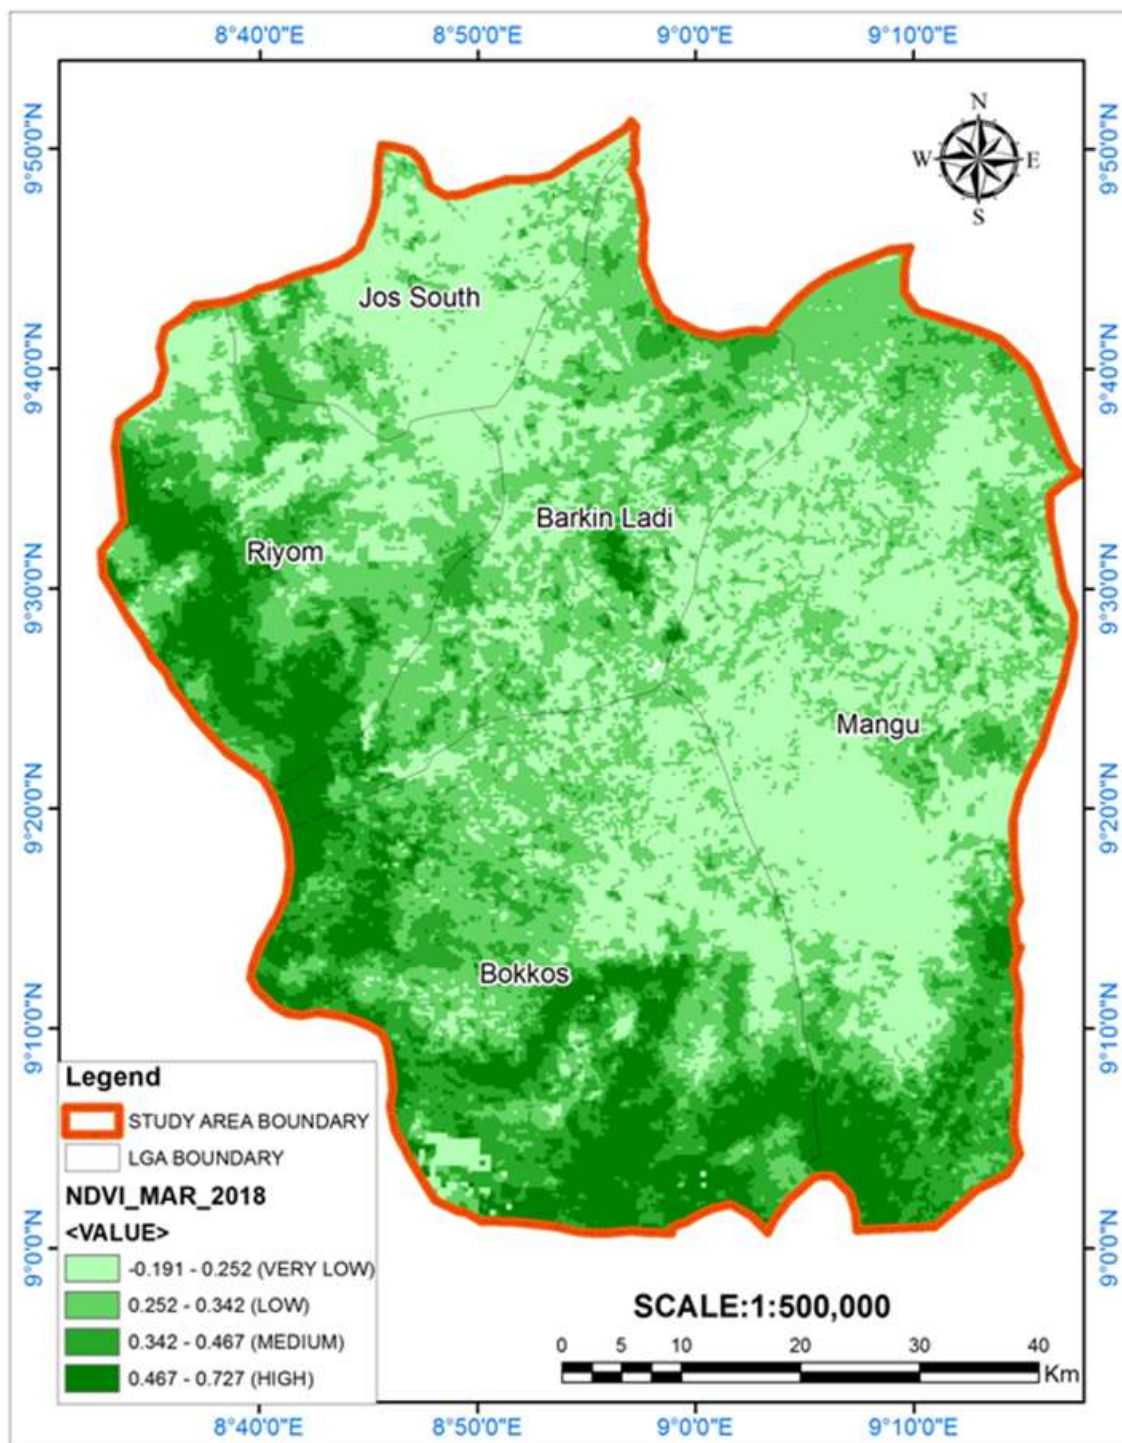 8°40'0"E 8°50'0"E 9°0'0"E 9°10'0"E
N
W E
S
9°50'0"N 9°50'0"N
Jos South
9°40'0"N 9°40'0"N
Barkin Ladi
Riyom
9°30'0"N 9°30'0"N
Mangu
9°20'0"N 9°20'0"N
Bokkos
9°10'0"N 9°10'0"N
9°0'0"N 9°0'0"N
Legend
STUDY AREA BOUNDARY
LGA BOUNDARY
NDVI_MAR_2018
<VALUE>
-0.191 - 0.252 (VERY LOW)
0.252 - 0.342 (LOW)
0.342 - 0.467 (MEDIUM)
0.467 - 0.727 (HIGH)
SCALE:1:500,000
0 5 10 20 30 40
Km
8°40'0"E 8°50'0"E 9°0'0"E 9°10'0"E